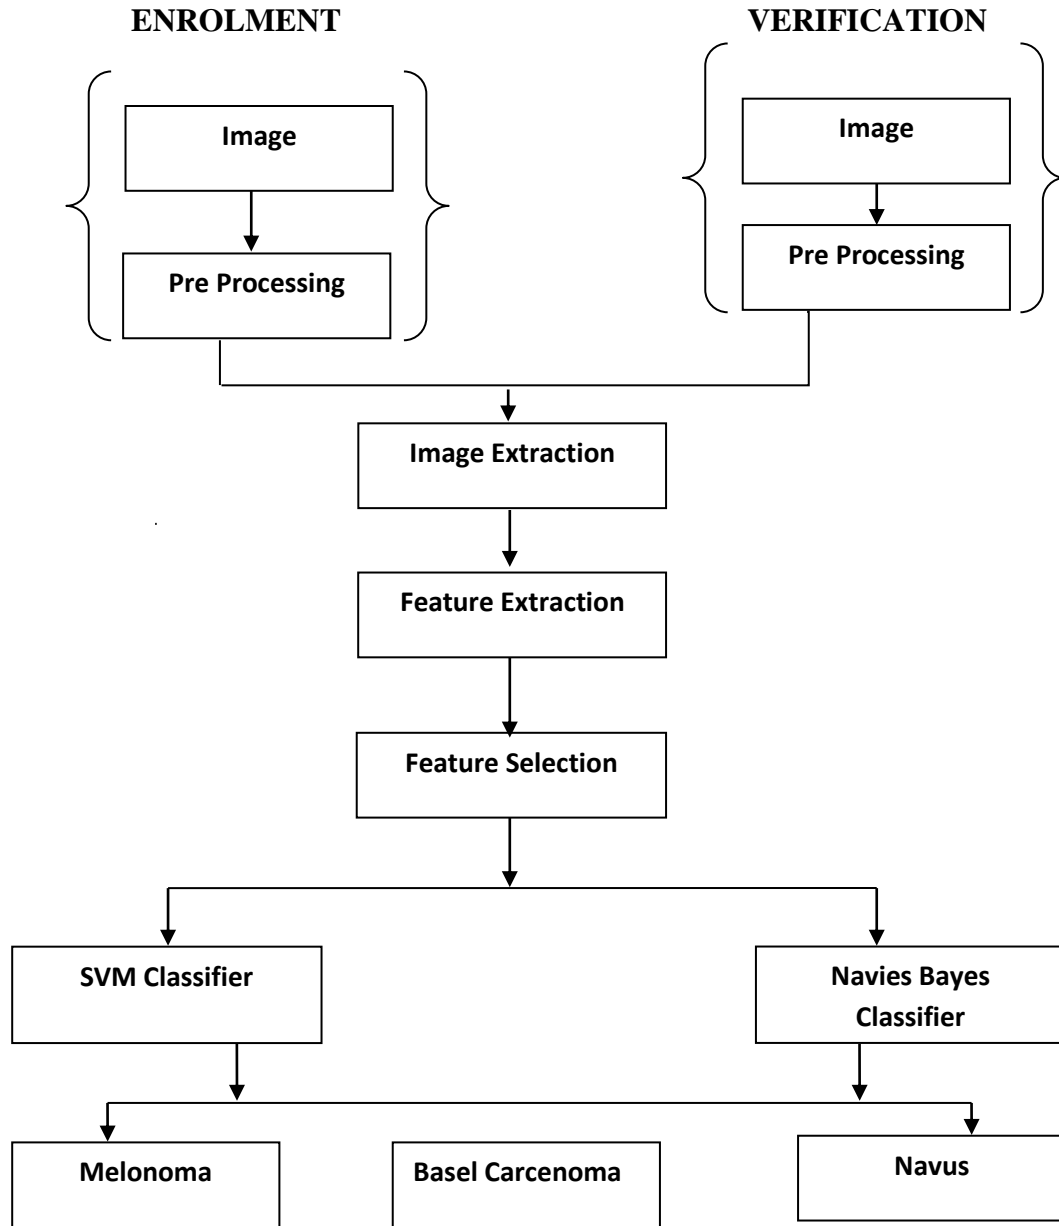 ENROLMENT
VERIFICATION
Image
Image
Pre Processing
Pre Processing
Image Extraction
Feature Extraction
Feature Selection
SVM Classifier
Navies Bayes
Classifier
Melonoma
Basel Carcenoma
Navus